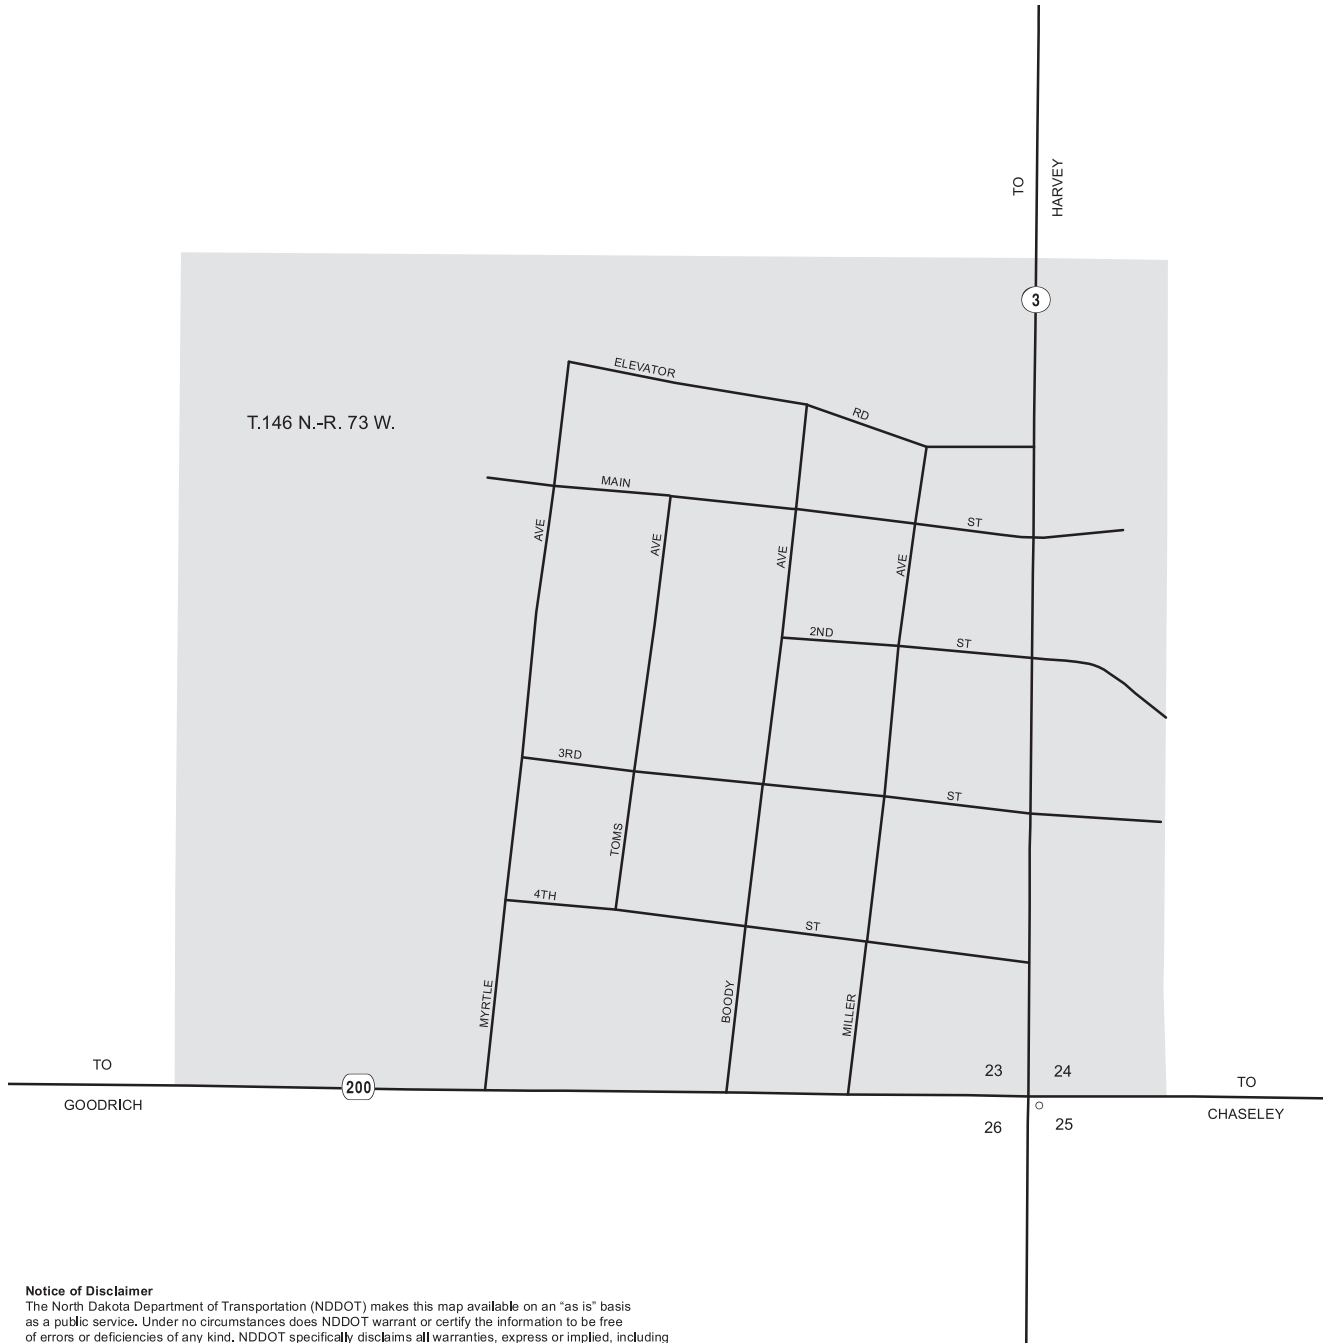 TO
HARVEY
3
ELEVATOR
RD
T.146 N.-R. 73 W.
MAIN
ST
AVE
AVE
AVE
AVE
2ND
ST
3RD
ST
TOMS
4TH
ST
MYRTLE
BOODY
MILLER
TO
GOODRICH
200
23
24
26
25
TO
CHASELEY
Notice of Disclaimer
The North Dakota Department of Transportation (NDDOT) makes this map available on an "as is" basis
as a public service. Under no circumstances does NDDOT warrant or certify the information to be free
of errors or deficiencies of any kind. NDDOT specifically disclaims all warranties, express or implied, including